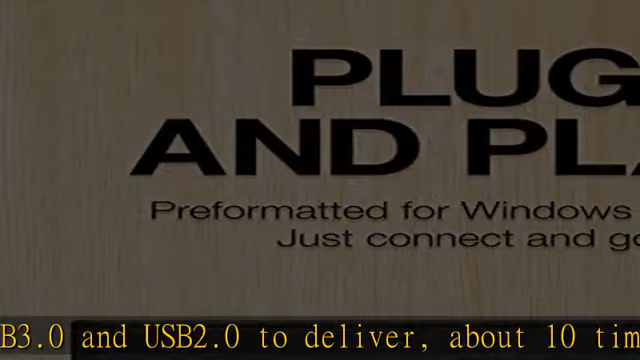 PLUG
AND PLA
Preformatted for Windows
Just connect and go
B3.0 and USB2.0 to deliver, about 10 tim